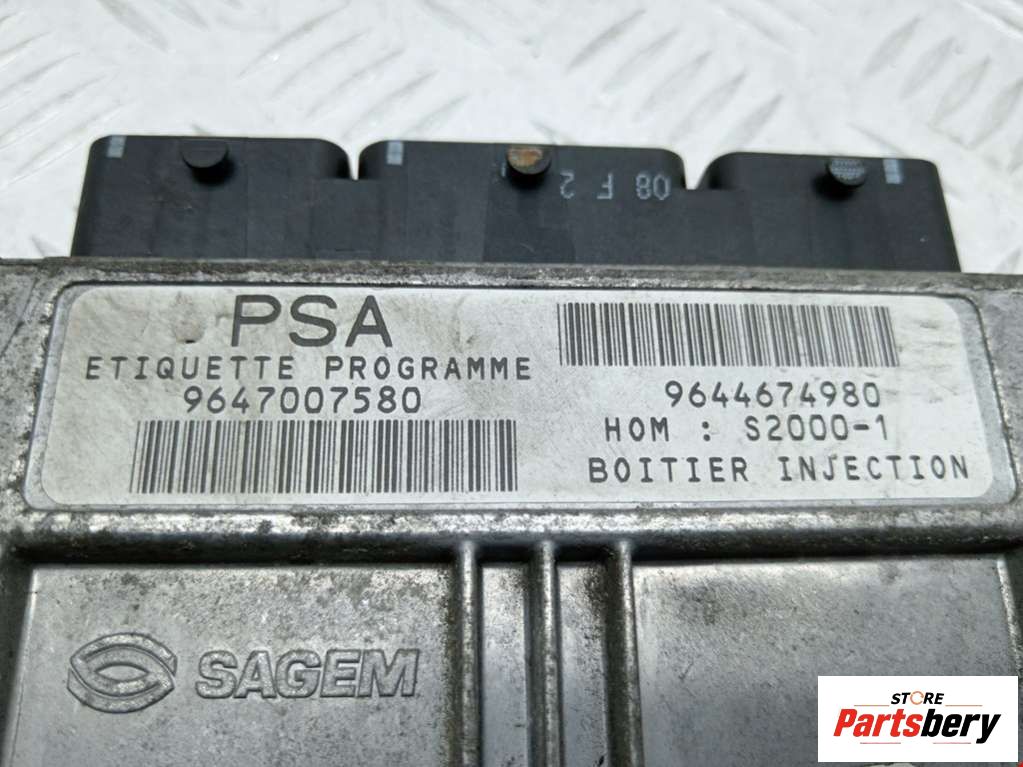 08 F 2
PSA
ETIQUETTE PROGRAMME
9647007580
9644674980
HOM : S2000-1
BOITIER INJECTION
SAGEM
STORE
Partsbery